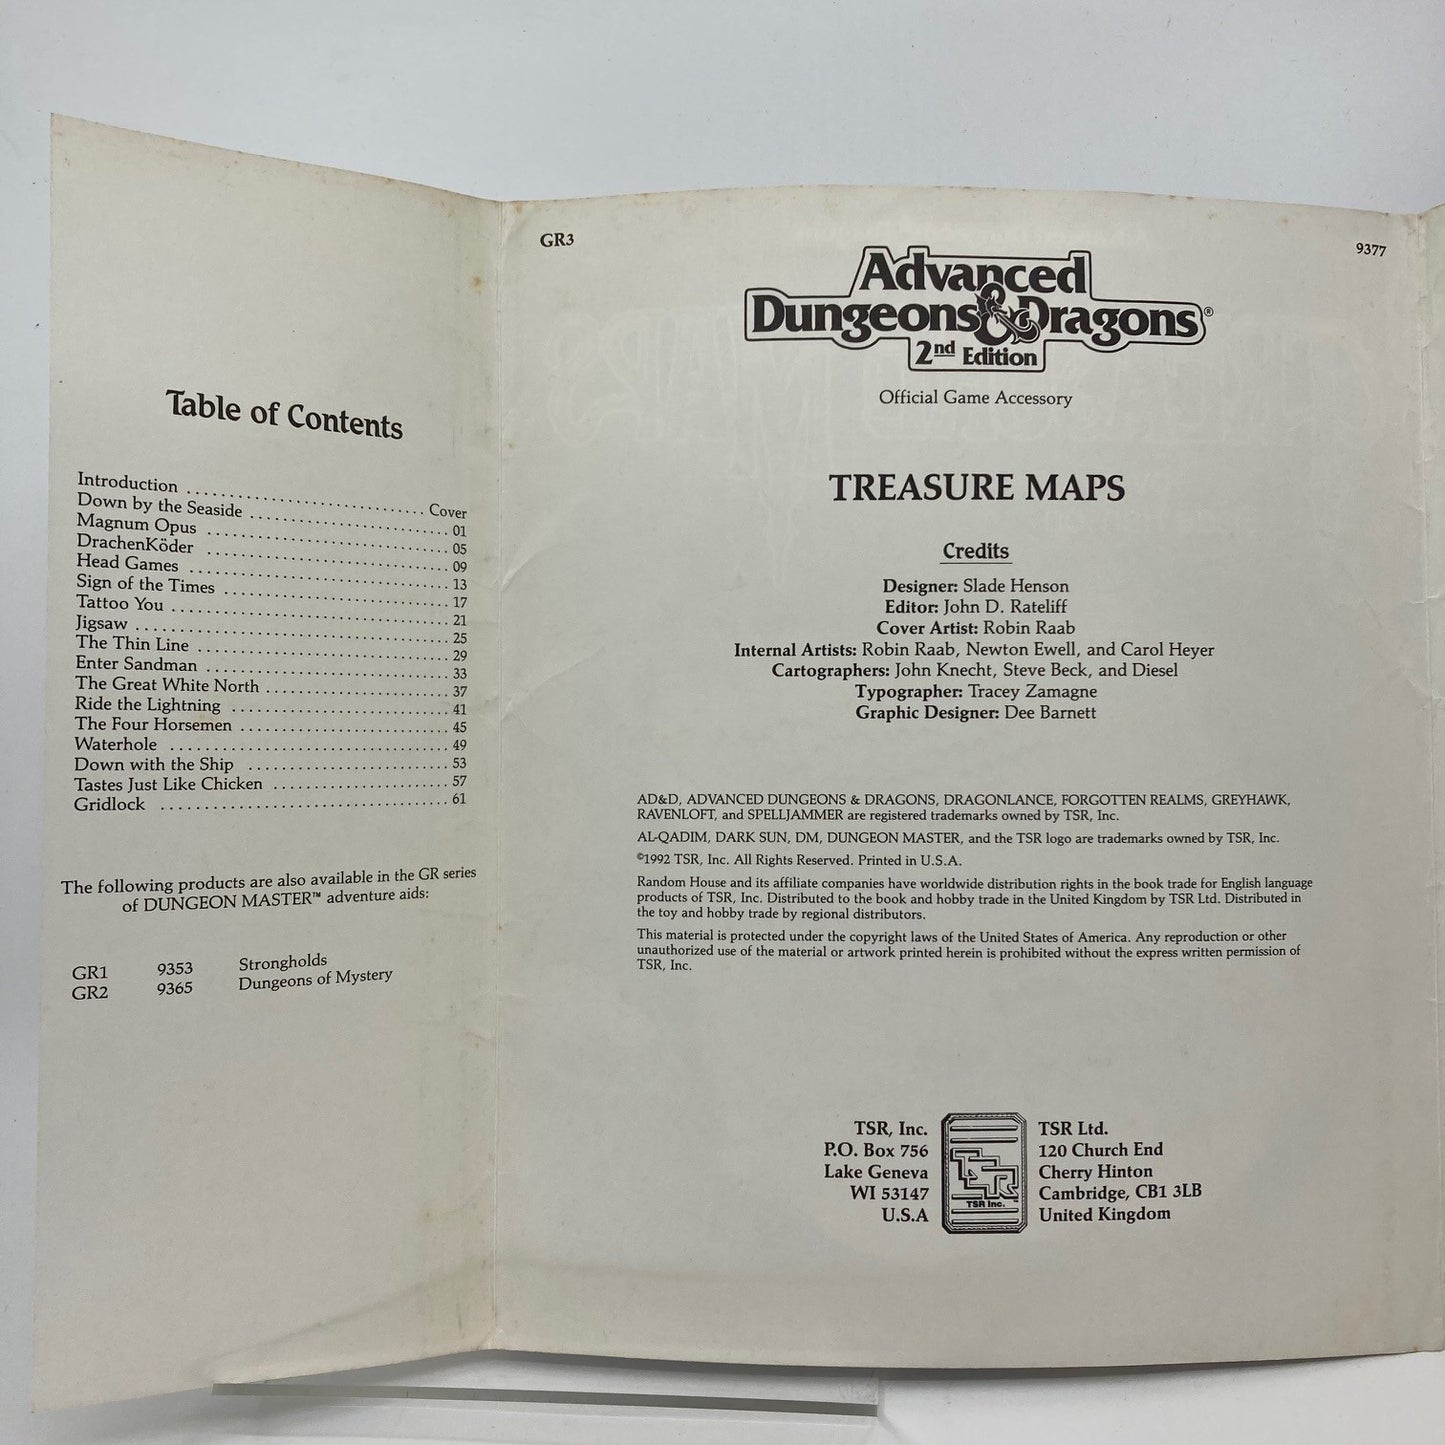 Table of Contents
Introduction .......................... Cover
Down by the Seaside .......................... 01
Magnum Opus .......................... 05
DrachenKöder .......................... 09
Head Games .......................... 13
Sign of the Times .......................... 17
Tattoo You .......................... 21
Jigsaw .......................... 25
The Thin Line .......................... 29
Enter Sandman .......................... 33
The Great White North .......................... 37
Ride the Lightning .......................... 41
The Four Horsemen .......................... 45
Waterhole .......................... 49
Down with the Ship .......................... 53
Tastes Just Like Chicken .......................... 57
Gridlock .......................... 61
The following products are also available in the GR series
of DUNGEON MASTER™ adventure aids:
GR1 9353 Strongholds
GR2 9365 Dungeons of Mystery
GR3 9377
Advanced
Dungeons & Dragons®
2nd Edition
Official Game Accessory
TREASURE MAPS
Credits
Designer: Slade Henson
Editor: John D. Rateliff
Cover Artist: Robin Raab
Internal Artists: Robin Raab, Newton Ewell, and Carol Heyer
Cartographers: John Knecht, Steve Beck, and Diesel
Typographer: Tracey Zamagne
Graphic Designer: Dee Barnett
AD&D, ADVANCED DUNGEONS & DRAGONS, DRAGONLANCE, FORGOTTEN REALMS, GREYHAWK,
RAVENLOFT, and SPELLJAMMER are registered trademarks owned by TSR, Inc.
AL-QADIM, DARK SUN, DM, DUNGEON MASTER, and the TSR logo are trademarks owned by TSR, Inc.
©1992 TSR, Inc. All Rights Reserved. Printed in U.S.A.
Random House and its affiliate companies have worldwide distribution rights in the book trade for English language
products of TSR, Inc. Distributed to the book and hobby trade in the United Kingdom by TSR Ltd. Distributed in
the toy and hobby trade by regional distributors.
This material is protected under the copyright laws of the United States of America. Any reproduction or other
unauthorized use of the material or artwork printed herein is prohibited without the express written permission of
TSR, Inc.
TSR, Inc.
P.O. Box 756
Lake Geneva
WI 53147
U.S.A
TSR
TSR Inc.™
TSR Ltd.
120 Church End
Cherry Hinton
Cambridge, CB1 3LB
United Kingdom